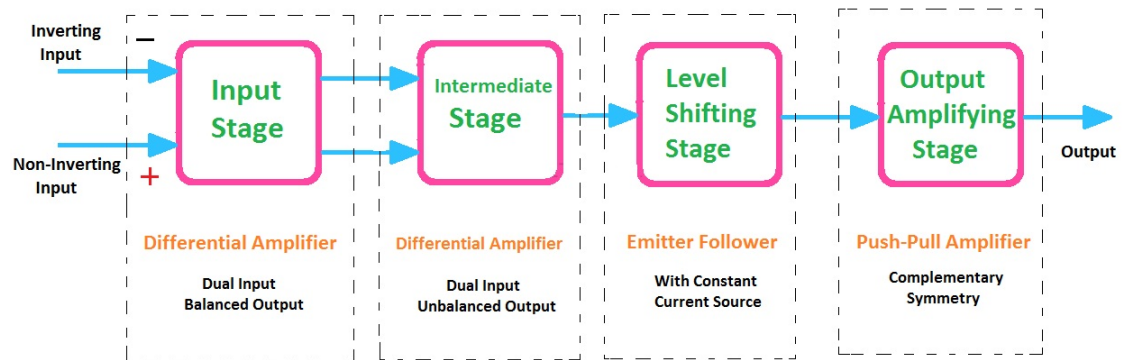 Inverting
Input
−
Non-Inverting
Input
+
Input
Stage
Differential Amplifier
Dual Input
Balanced Output
Intermediate
Stage
Differential Amplifier
Dual Input
Unbalanced Output
Level
Shifting
Stage
Emitter Follower
With Constant
Current Source
Output
Amplifying
Stage
Push-Pull Amplifier
Complementary
Symmetry
Output